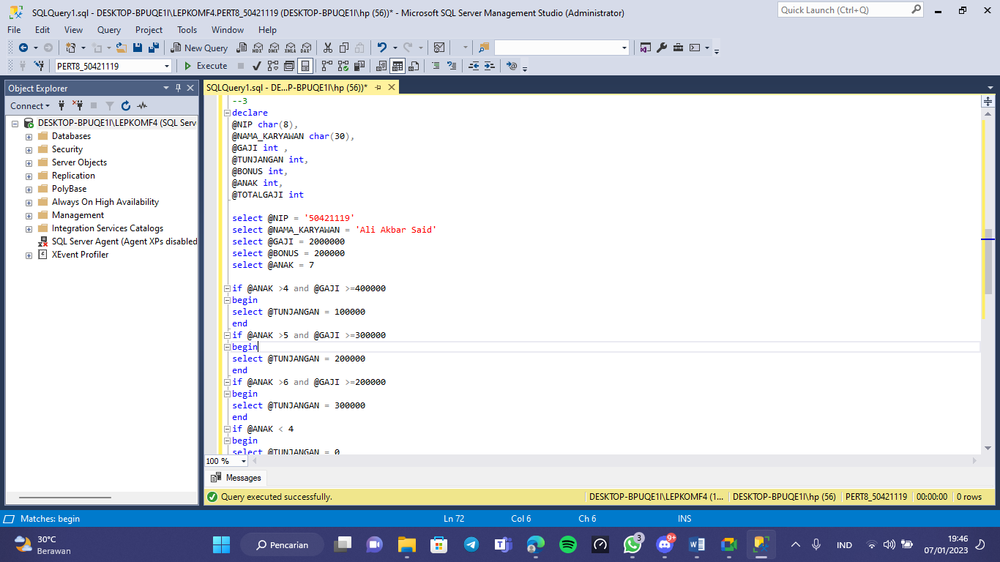 SQLQuery1.sql - DESKTOP-BPUQE1I\LEPKOMF4.PERT8_50421119 (DESKTOP-BPUQE1I\hp (56))* - Microsoft SQL Server Management Studio (Administrator)
Quick Launch (Ctrl+Q)
File Edit View Query Project Tools Window Help
New Query
MDX DMX XMLA DAX
PERT8_50421119
Execute
Object Explorer
Connect
DESKTOP-BPUQE1I\LEPKOMF4 (SQL Serv
Databases
Security
Server Objects
Replication
PolyBase
Always On High Availability
Management
Integration Services Catalogs
SQL Server Agent (Agent XPs disabled
XEvent Profiler
SQLQuery1.sql - DE...P-BPUQE1I\hp (56))*
--3
declare
@NIP char(8),
@NAMA_KARYAWAN char(30),
@GAJI int ,
@TUNJANGAN int,
@BONUS int,
@ANAK int,
@TOTALGAJI int
select @NIP = '50421119'
select @NAMA_KARYAWAN = 'Ali Akbar Said'
select @GAJI = 2000000
select @BONUS = 200000
select @ANAK = 7
if @ANAK >4 and @GAJI >=400000
begin
select @TUNJANGAN = 100000
end
if @ANAK >5 and @GAJI >=300000
begin
select @TUNJANGAN = 200000
end
if @ANAK >6 and @GAJI >=200000
begin
select @TUNJANGAN = 300000
end
if @ANAK < 4
begin
select @TUNJANGAN = 0
100 %
Messages
Query executed successfully.
DESKTOP-BPUQE1I\LEPKOMF4 (1... DESKTOP-BPUQE1I\hp (56) PERT8_50421119 00:00:00 0 rows
Matches: begin
Ln 72 Col 6 Ch 6 INS
30°C
Berawan
Pencarian
3
9+
IND
19:46
07/01/2023